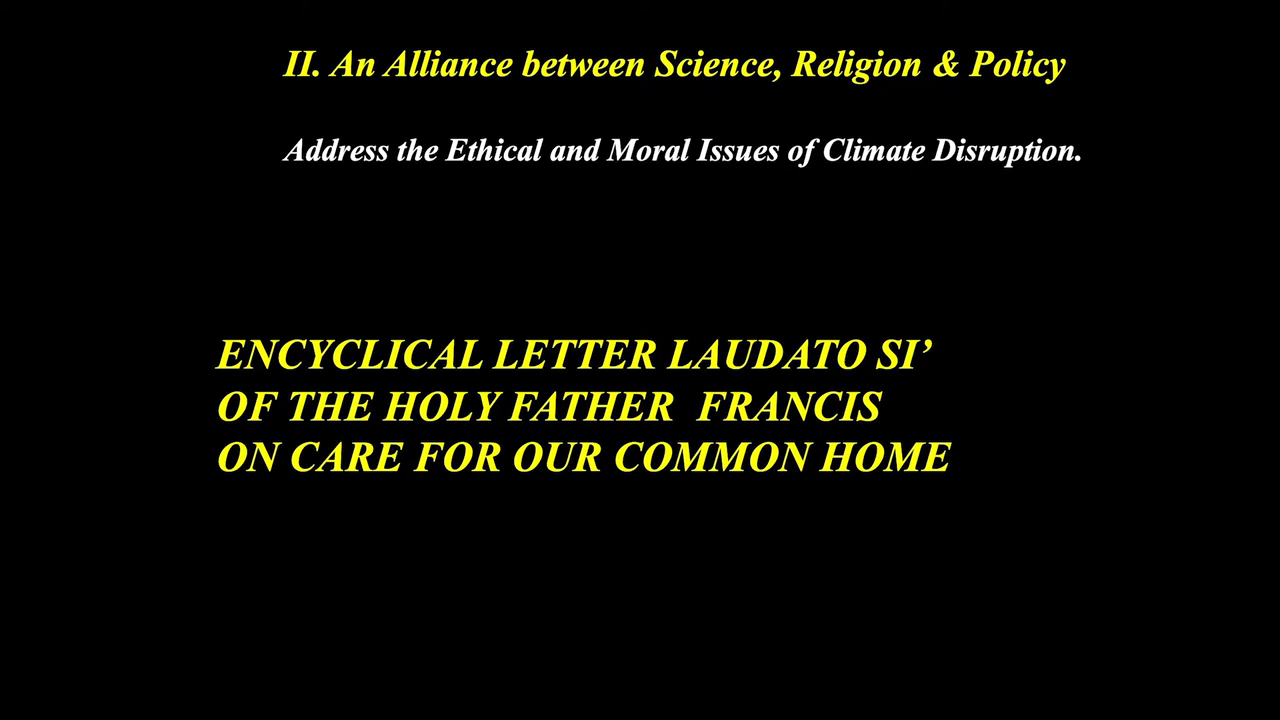 II. An Alliance between Science, Religion & Policy
Address the Ethical and Moral Issues of Climate Disruption.
ENCYCLICAL LETTER LAUDATO SI’
OF THE HOLY FATHER  FRANCIS
ON CARE FOR OUR COMMON HOME